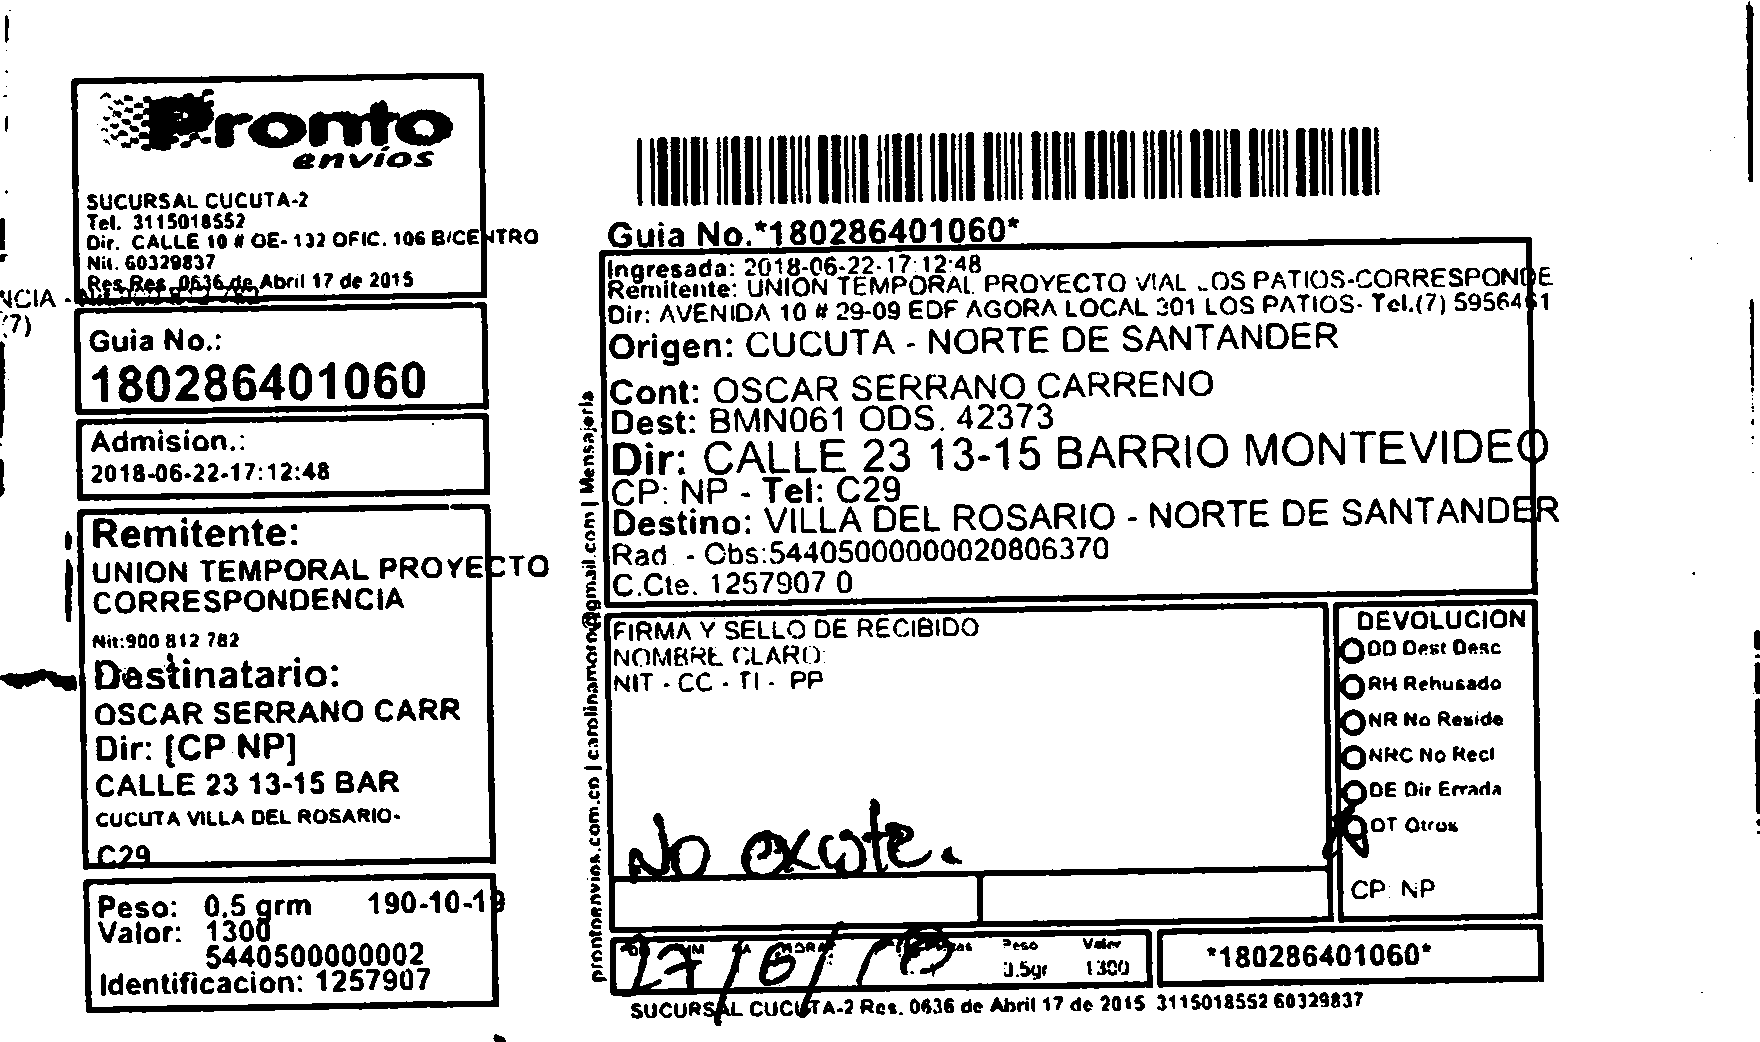 Pronto
envíos
SUCURSAL CUCUTA-2
Tel. 3115018552
Dir. CALLE 10 # OE-132 OFIC. 106 B/CENTRO
Nit. 60329837
Res.Res. 0636 de Abril 17 de 2015
NCIA -
(7)
Guia No.:
180286401060
Admision.:
2018-06-22-17:12:48
Remitente:
UNION TEMPORAL PROYECTO
CORRESPONDENCIA
Nit:900 812 782
Destinatario:
OSCAR SERRANO CARR
Dir: [CP NP]
CALLE 23 13-15 BAR
CUCUTA VILLA DEL ROSARIO-
C29
Peso: 0,5 grm 190-10-19
Valor: 1300
5440500000002
Identificacion: 1257907
prontoenvios.com.co | carolinamoro@gmail.com | Mensajeria
Guia No.*180286401060*
Ingresada: 2018-06-22-17:12:48
Remitente: UNION TEMPORAL PROYECTO VIAL LOS PATIOS-CORRESPONDE
Dir: AVENIDA 10 # 29-09 EDF AGORA LOCAL 301 LOS PATIOS- Tel.(7) 5956461
Origen: CUCUTA - NORTE DE SANTANDER
Cont: OSCAR SERRANO CARRENO
Dest: BMN061 ODS. 42373
Dir: CALLE 23 13-15 BARRIO MONTEVIDEO
CP: NP - Tel: C29
Destino: VILLA DEL ROSARIO - NORTE DE SANTANDER
Rad. - Obs:54405000000020806370
C.Cte. 1257907 0
FIRMA Y SELLO DE RECIBIDO
NOMBRE CLARO:
NIT - CC - TI - PP
No exciste.
DEVOLUCION
DD Dest Desc
RH Rehusado
NR No Reside
NRC No Recl
DE Dir Errada
OT Otros
CP: NP
HORA
Peso
Valor
27/6/18
0.5gr
1300
*180286401060*
SUCURSAL CUCUTA-2 Res. 0636 de Abril 17 de 2015 3115018552 60329837